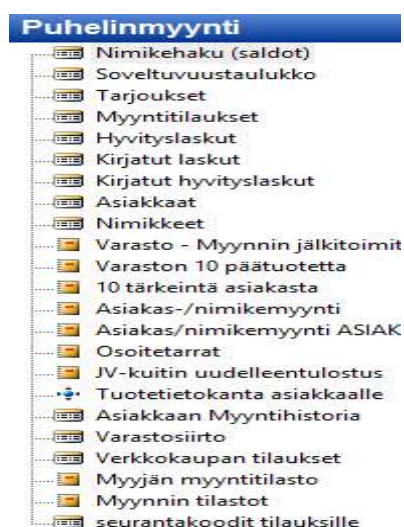 Puhelinmyynti
Nimikehaku (saldot)
Soveltuvuustaulukko
Tarjoukset
Myyntitilaukset
Hyvityslaskut
Kirjatut laskut
Kirjatut hyvityslaskut
Asiakkaat
Nimikkeet
Varasto - Myynnin jälkitoimit
Varaston 10 päätuotetta
10 tärkeintä asiakasta
Asiakas-/nimikemyynti
Asiakas/nimikemyynti ASIAK
Osoitetarrat
JV-kuitin uudelleentulostus
Tuotetietokanta asiakkaalle
Asiakkaan Myyntihistoria
Varastosiirto
Verkkokaupan tilaukset
Myyjän myyntitilasto
Myynnin tilastot
seurantakoodit tilauksille